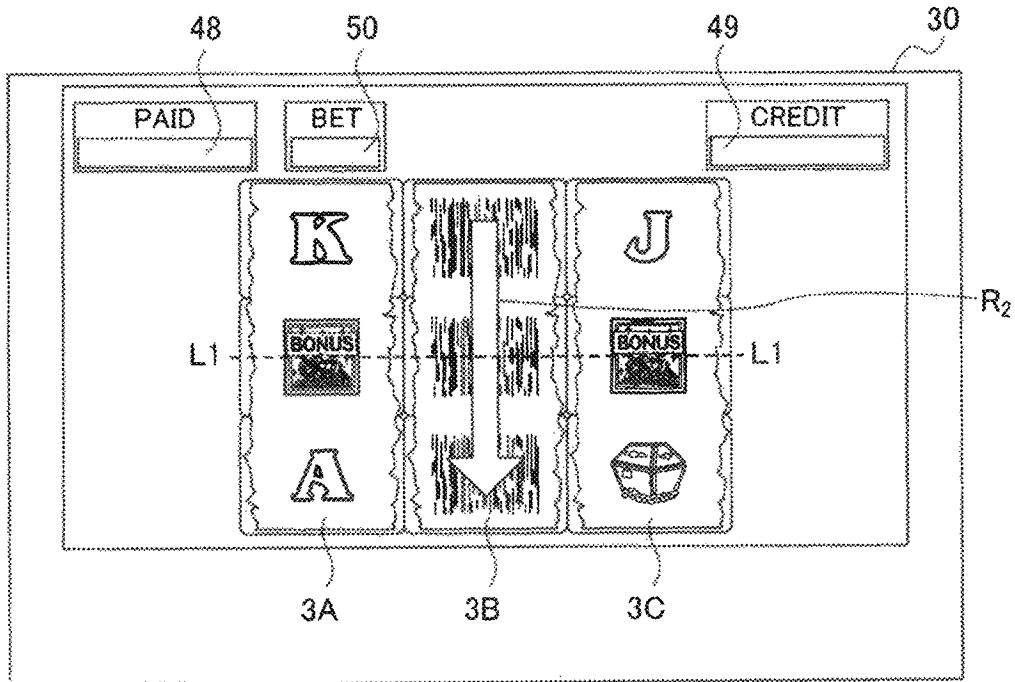 48 50 49 30
PAID BET CREDIT
K J
R₂
L1 BONUS BONUS L1
A
3A 3B 3C